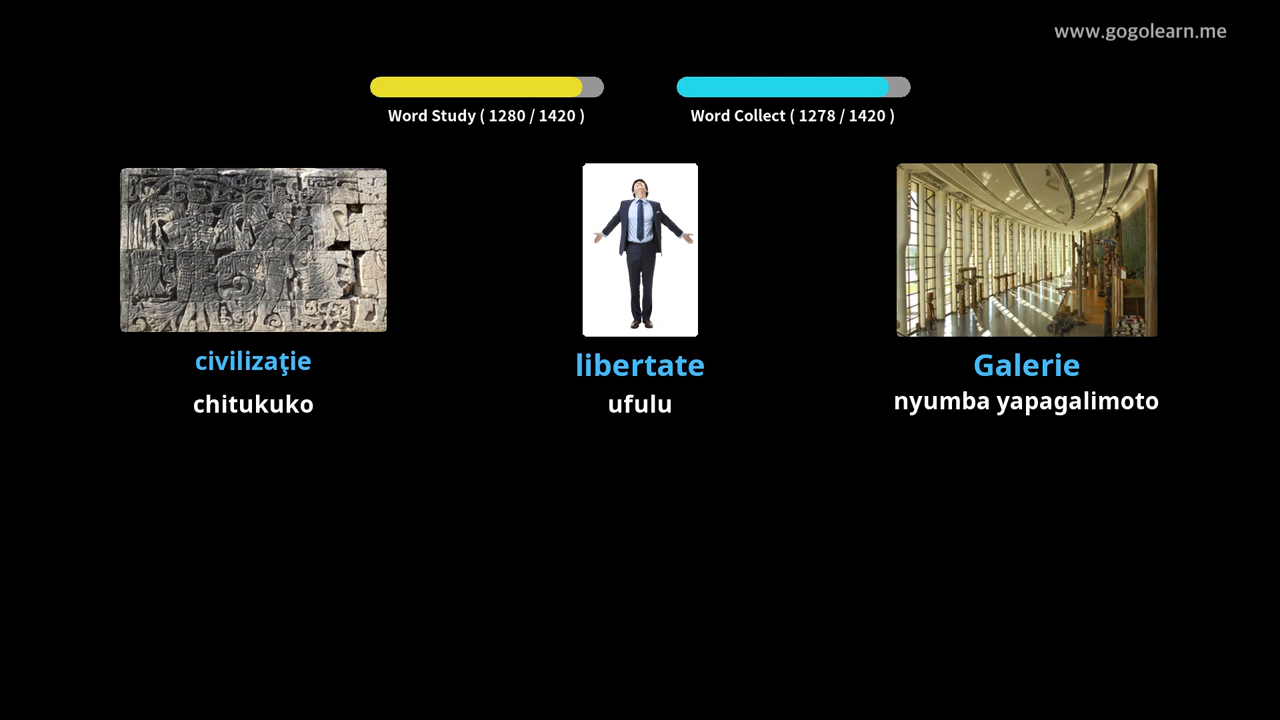 www.gogolearn.me
Word Study ( 1280 / 1420 )
Word Collect ( 1278 / 1420 )
civilizaţie
libertate
Galerie
chitukuko
ufulu
nyumba yapagalimoto